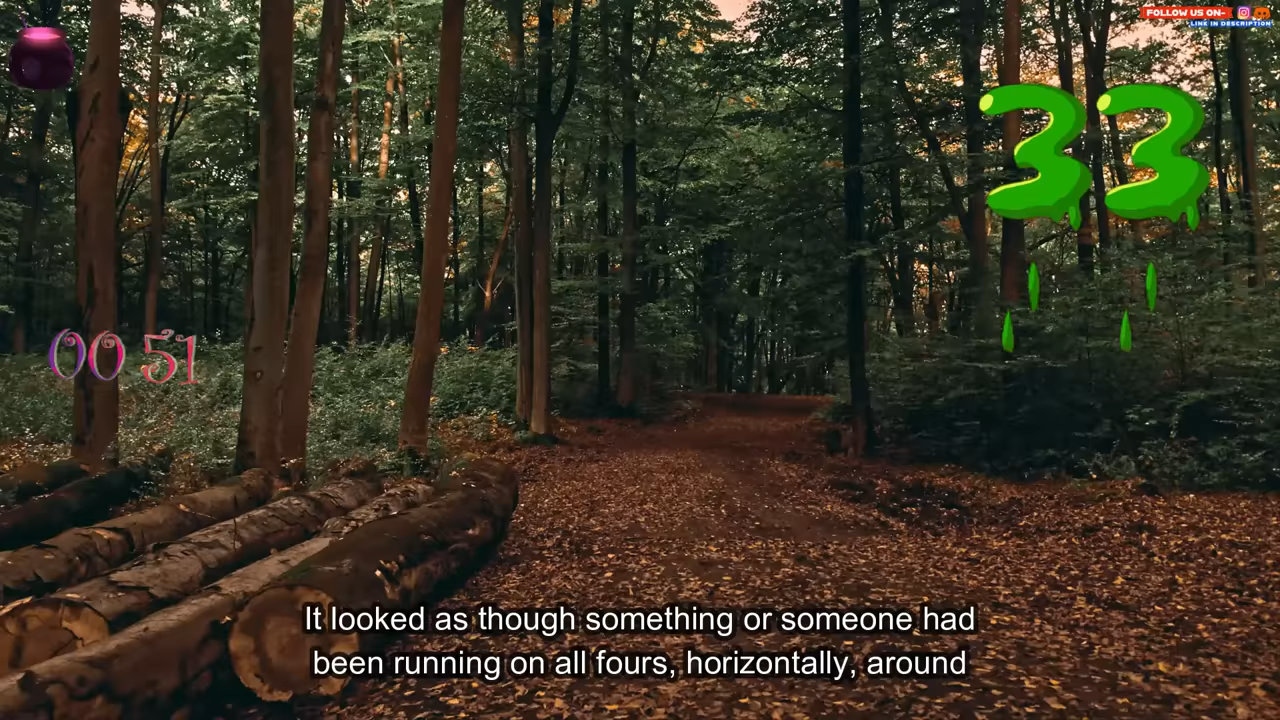 FOLLOW US ON-
LINK IN DESCRIPTION
33
00 51
It looked as though something or someone had
been running on all fours, horizontally, around